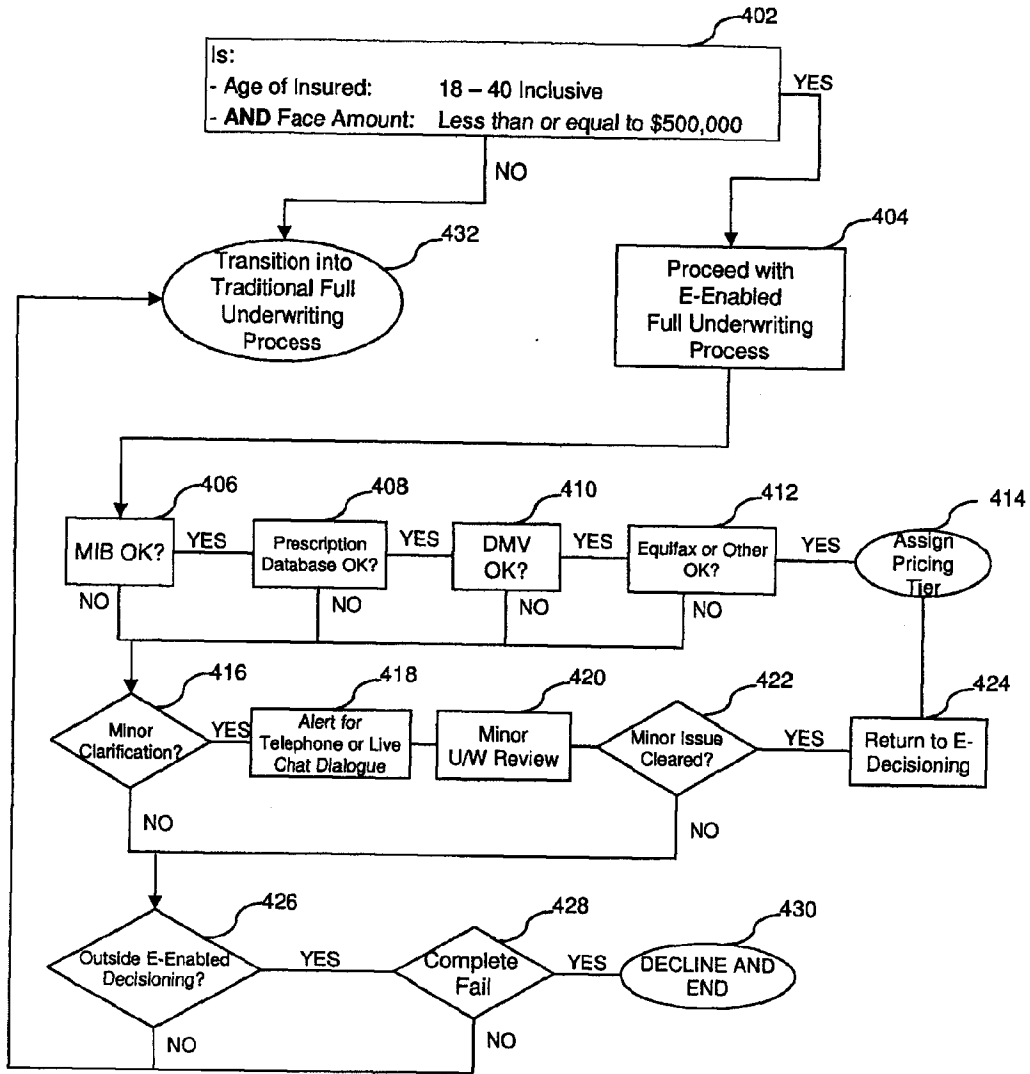 402
Is:
- Age of Insured: 18 – 40 Inclusive
- AND Face Amount: Less than or equal to $500,000
YES
NO
432
Transition into
Traditional Full
Underwriting
Process
404
Proceed with
E-Enabled
Full Underwriting
Process
406
MIB OK?
YES
NO
408
Prescription
Database OK?
YES
NO
410
DMV
OK?
YES
NO
412
Equifax or Other
OK?
YES
NO
414
Assign
Pricing
Tier
416
Minor
Clarification?
YES
NO
418
Alert for
Telephone or Live
Chat Dialogue
420
Minor
U/W Review
422
Minor Issue
Cleared?
YES
NO
424
Return to E-
Decisioning
426
Outside E-Enabled
Decisioning?
YES
NO
428
Complete
Fail
YES
NO
430
DECLINE AND
END